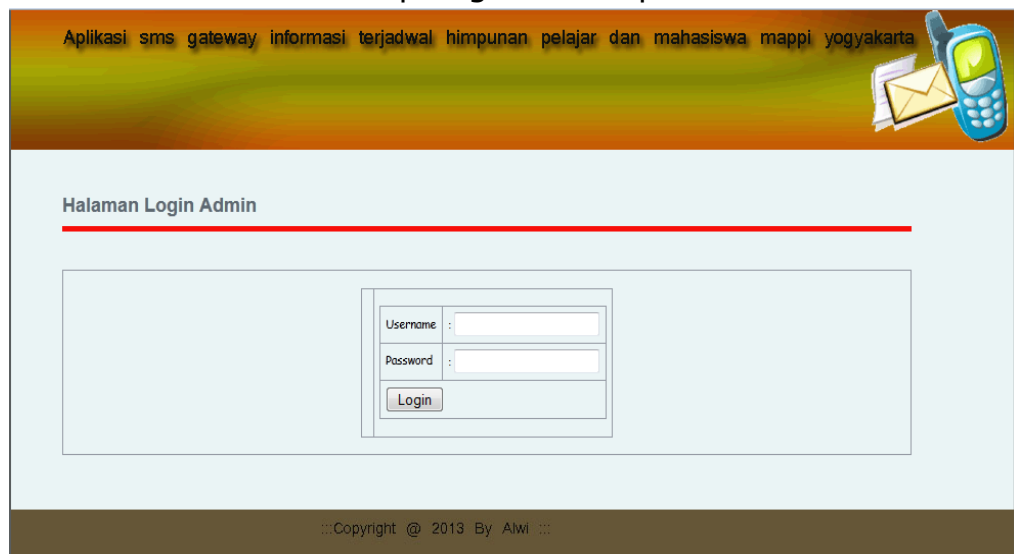 Aplikasi sms gateway informasi terjadwal himpunan pelajar dan mahasiswa mappi yogyakarta
Halaman Login Admin
Username :
Password :
Login
:::Copyright @ 2013 By Alwi :::